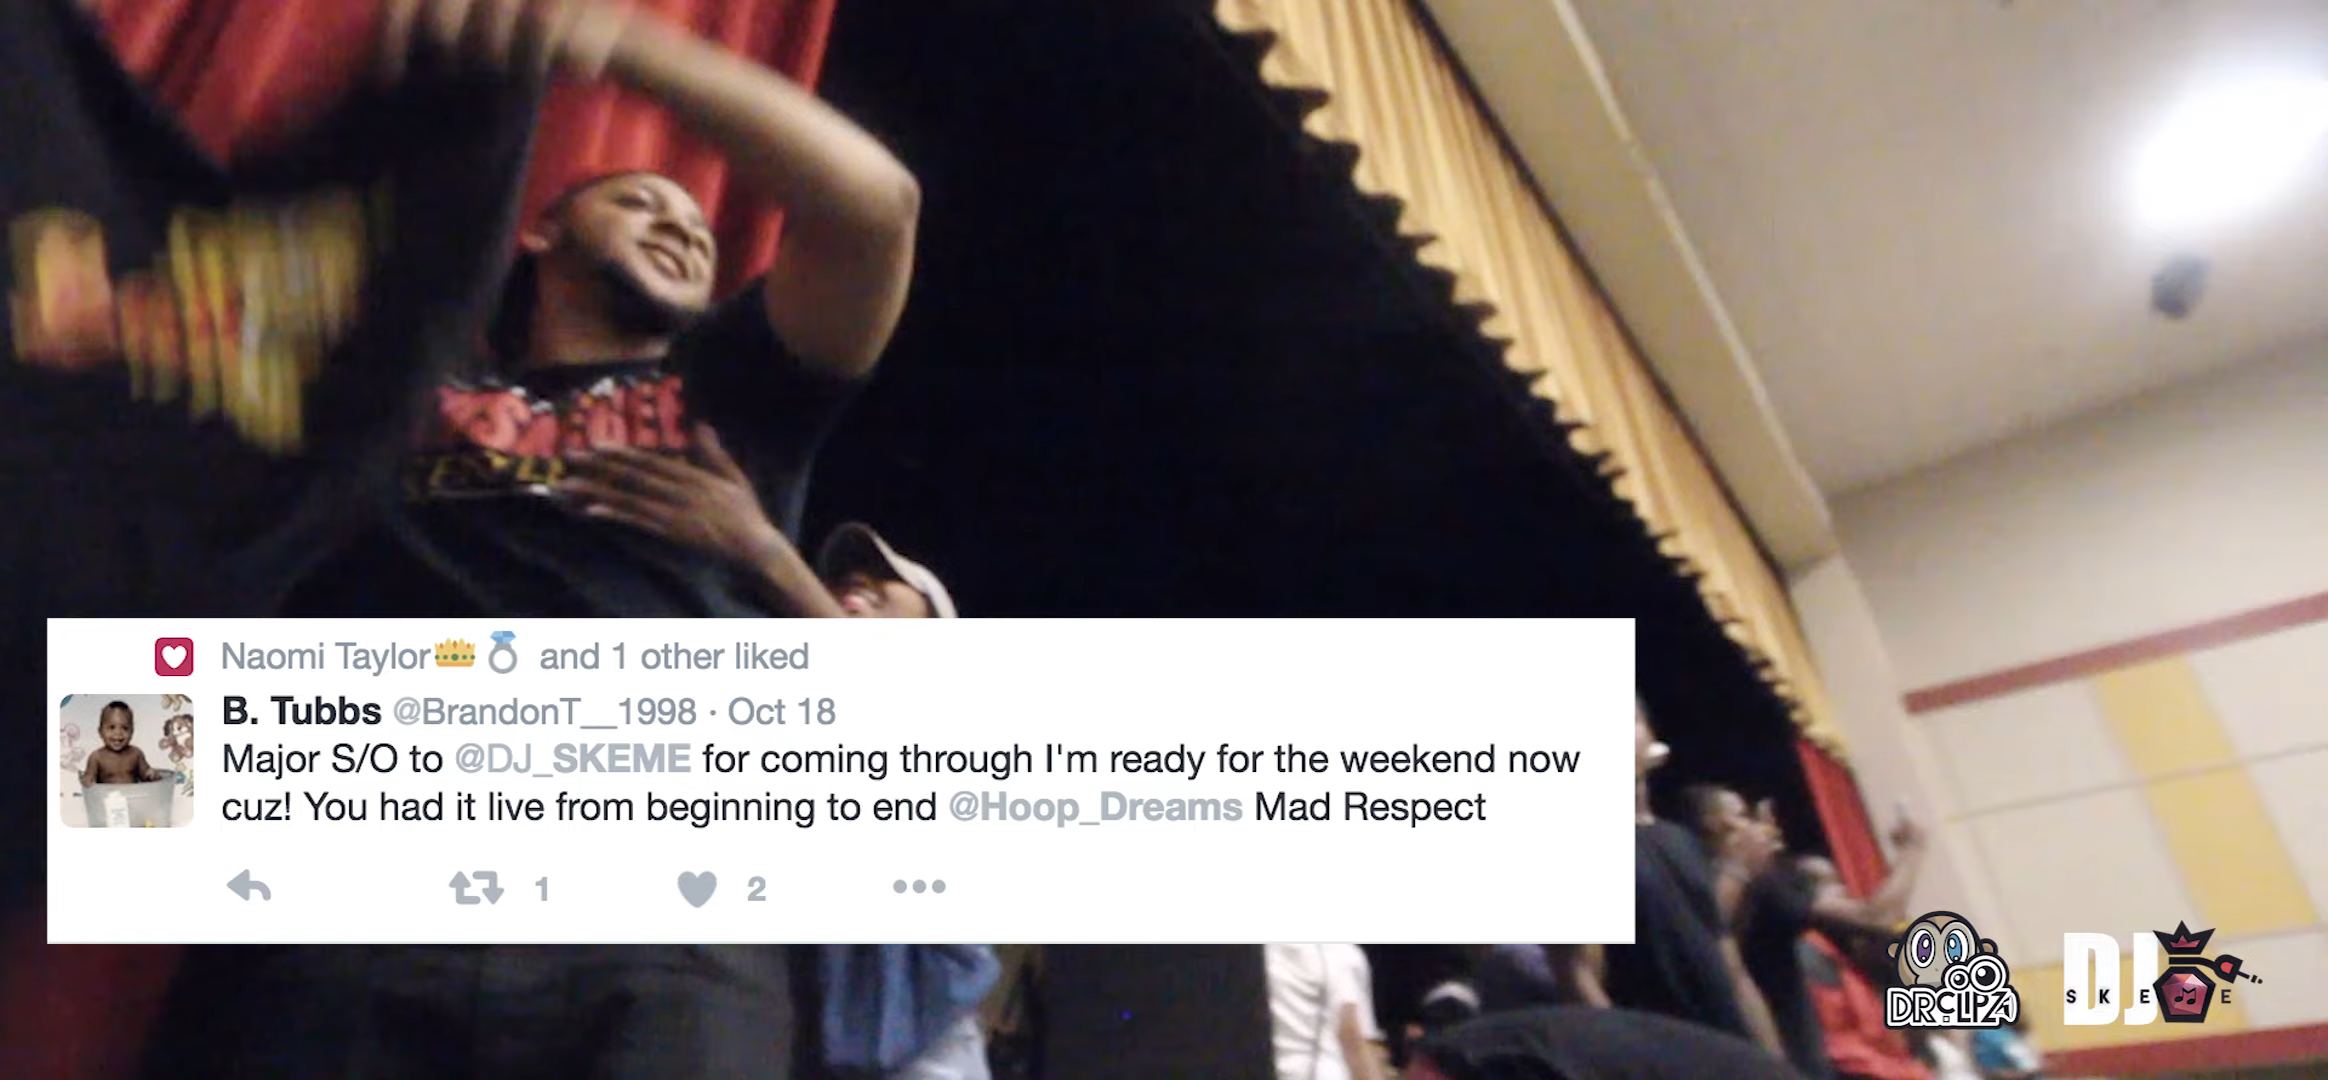 Naomi Taylor👑💍 and 1 other liked
B. Tubbs @BrandonT__1998 · Oct 18
Major S/O to @DJ_SKEME for coming through I'm ready for the weekend now
cuz! You had it live from beginning to end @Hoop_Dreams Mad Respect
1
2
DRCLIPZ
DJ
SKEME